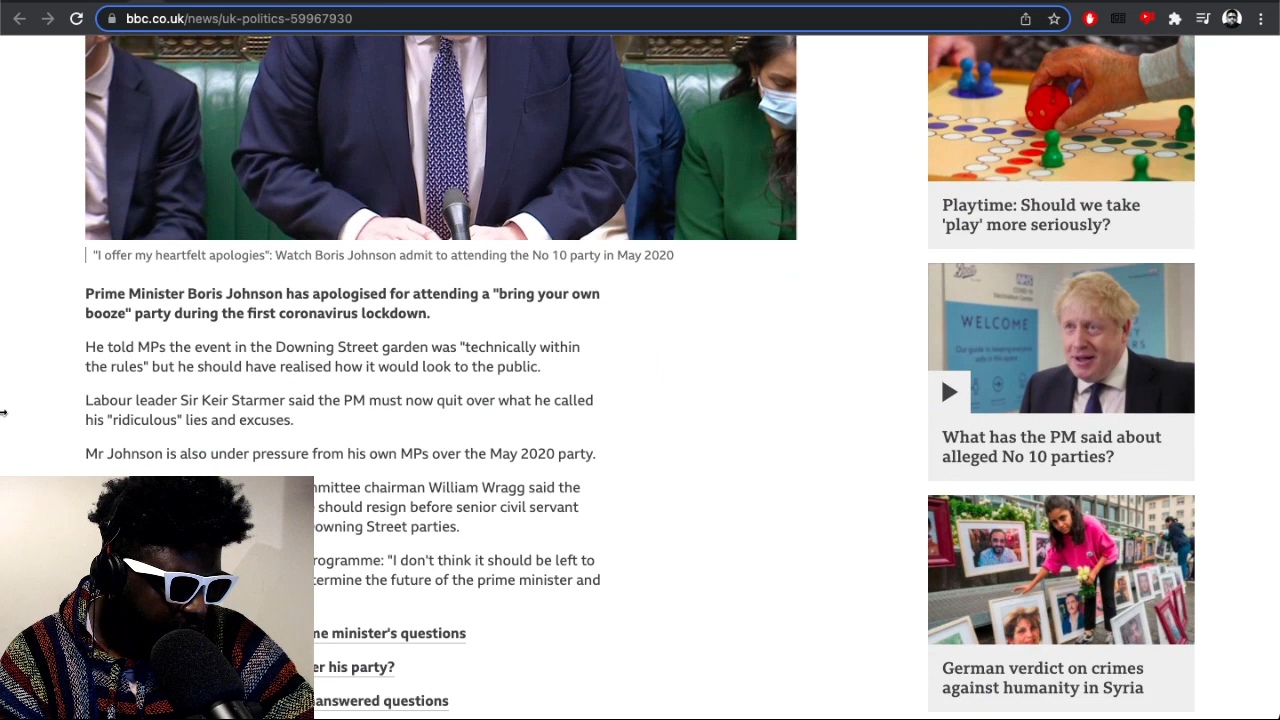 bbc.co.uk/news/uk-politics-59967930
"I offer my heartfelt apologies": Watch Boris Johnson admit to attending the No 10 party in May 2020
Prime Minister Boris Johnson has apologised for attending a "bring your own
booze" party during the first coronavirus lockdown.
He told MPs the event in the Downing Street garden was "technically within
the rules" but he should have realised how it would look to the public.
Labour leader Sir Keir Starmer said the PM must now quit over what he called
his "ridiculous" lies and excuses.
Mr Johnson is also under pressure from his own MPs over the May 2020 party.
chairman William Wragg said the
should resign before senior civil servant
Street parties.
"I don't think it should be left to
the future of the prime minister and
minister's questions
his party?
questions
Playtime: Should we take
'play' more seriously?
Boots
NHS
WELCOME
What has the PM said about
alleged No 10 parties?
German verdict on crimes
against humanity in Syria